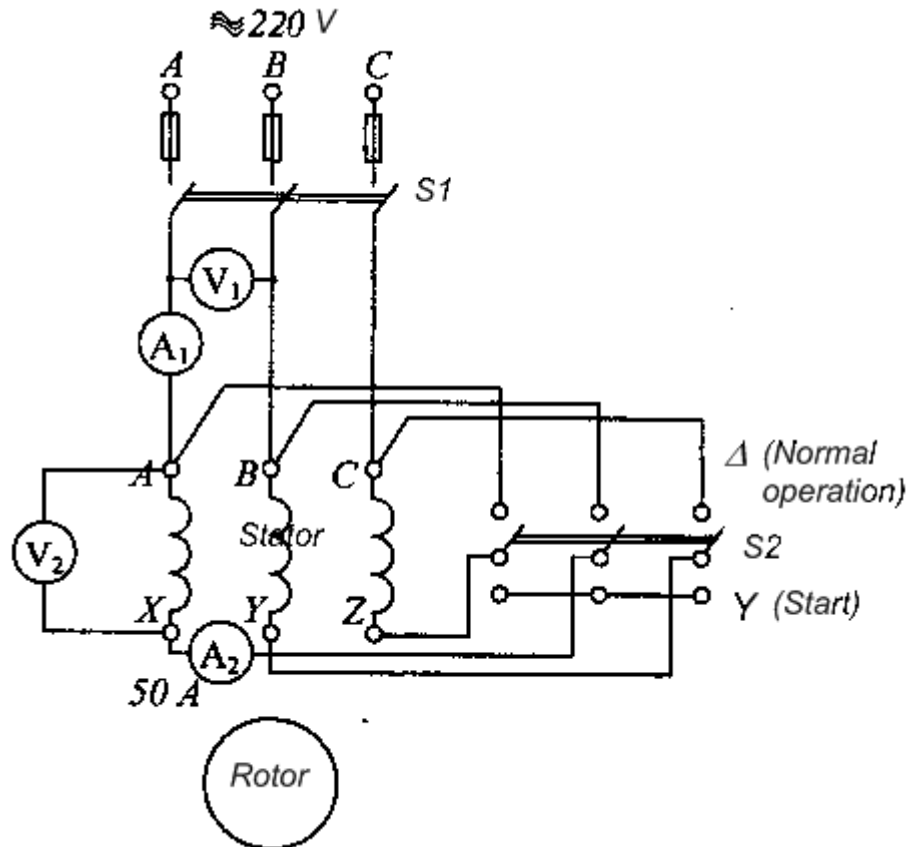 ≋ 220 V
A B C
S1
V₁
A₁
A B C
Δ (Normal
operation)
Stator
S2
V₂
X Y Z
Y (Start)
A₂
50 A
Rotor